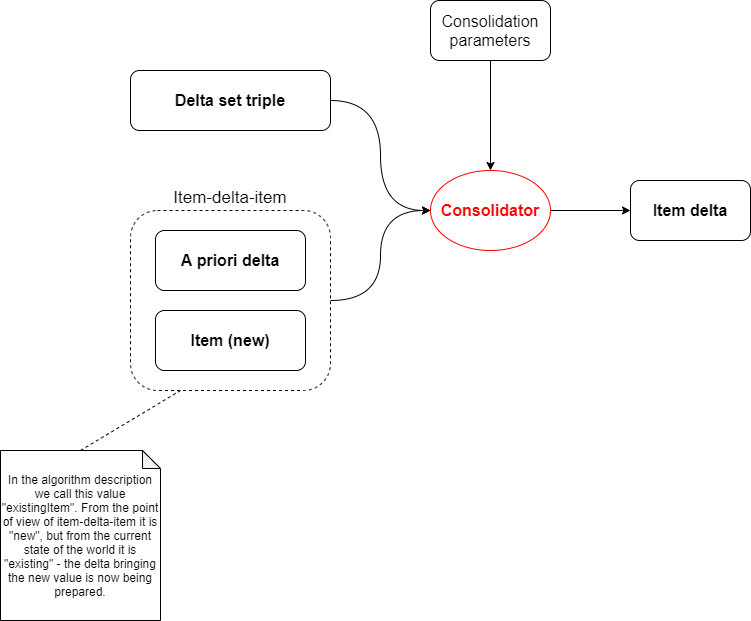 Consolidation
parameters
Delta set triple
Item-delta-item
Consolidator
Item delta
A priori delta
Item (new)
In the algorithm description
we call this value
"existingItem". From the point
of view of item-delta-item it is
"new", but from the current
state of the world it is
"existing" - the delta bringing
the new value is now being
prepared.